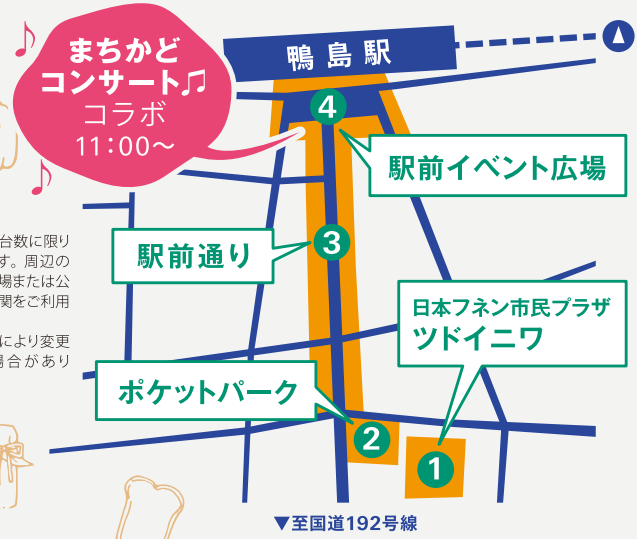 まちかど
コンサート♫
コラボ
11：00～
鴨島駅
4
駅前イベント広場
3
駅前通り
台数に限り
す。周辺の
場または公
関をご利用
により変更
場合があり
日本フネン市民プラザ
ツドイニワ
ポケットパーク
2
1
▼至国道192号線